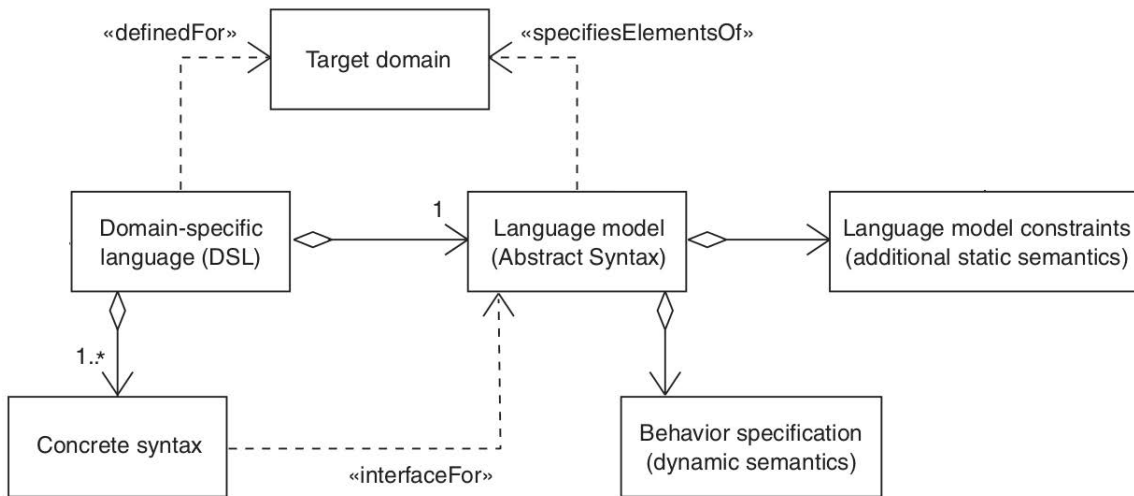 «definedFor»
Target domain
«specifiesElementsOf»
Domain-specific
language (DSL)
1
Language model
(Abstract Syntax)
Language model constraints
(additional static semantics)
1..*
Concrete syntax
«interfaceFor»
Behavior specification
(dynamic semantics)